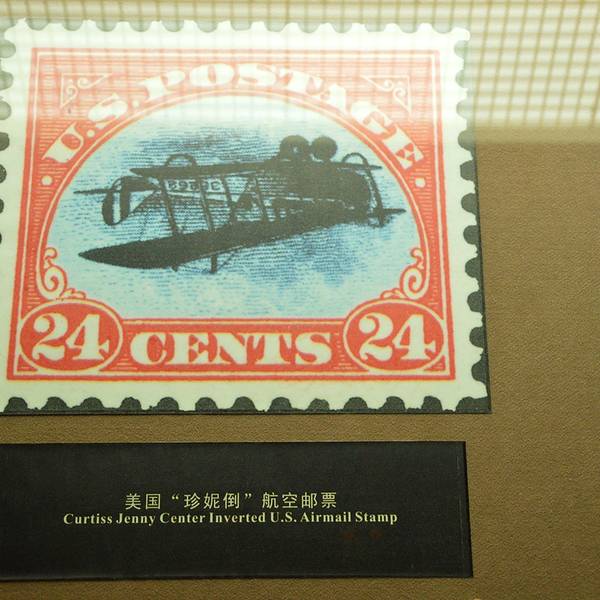 U.S. POSTAGE
38262
24 CENTS 24
美国“珍妮倒”航空邮票
Curtiss Jenny Center Inverted U.S. Airmail Stamp